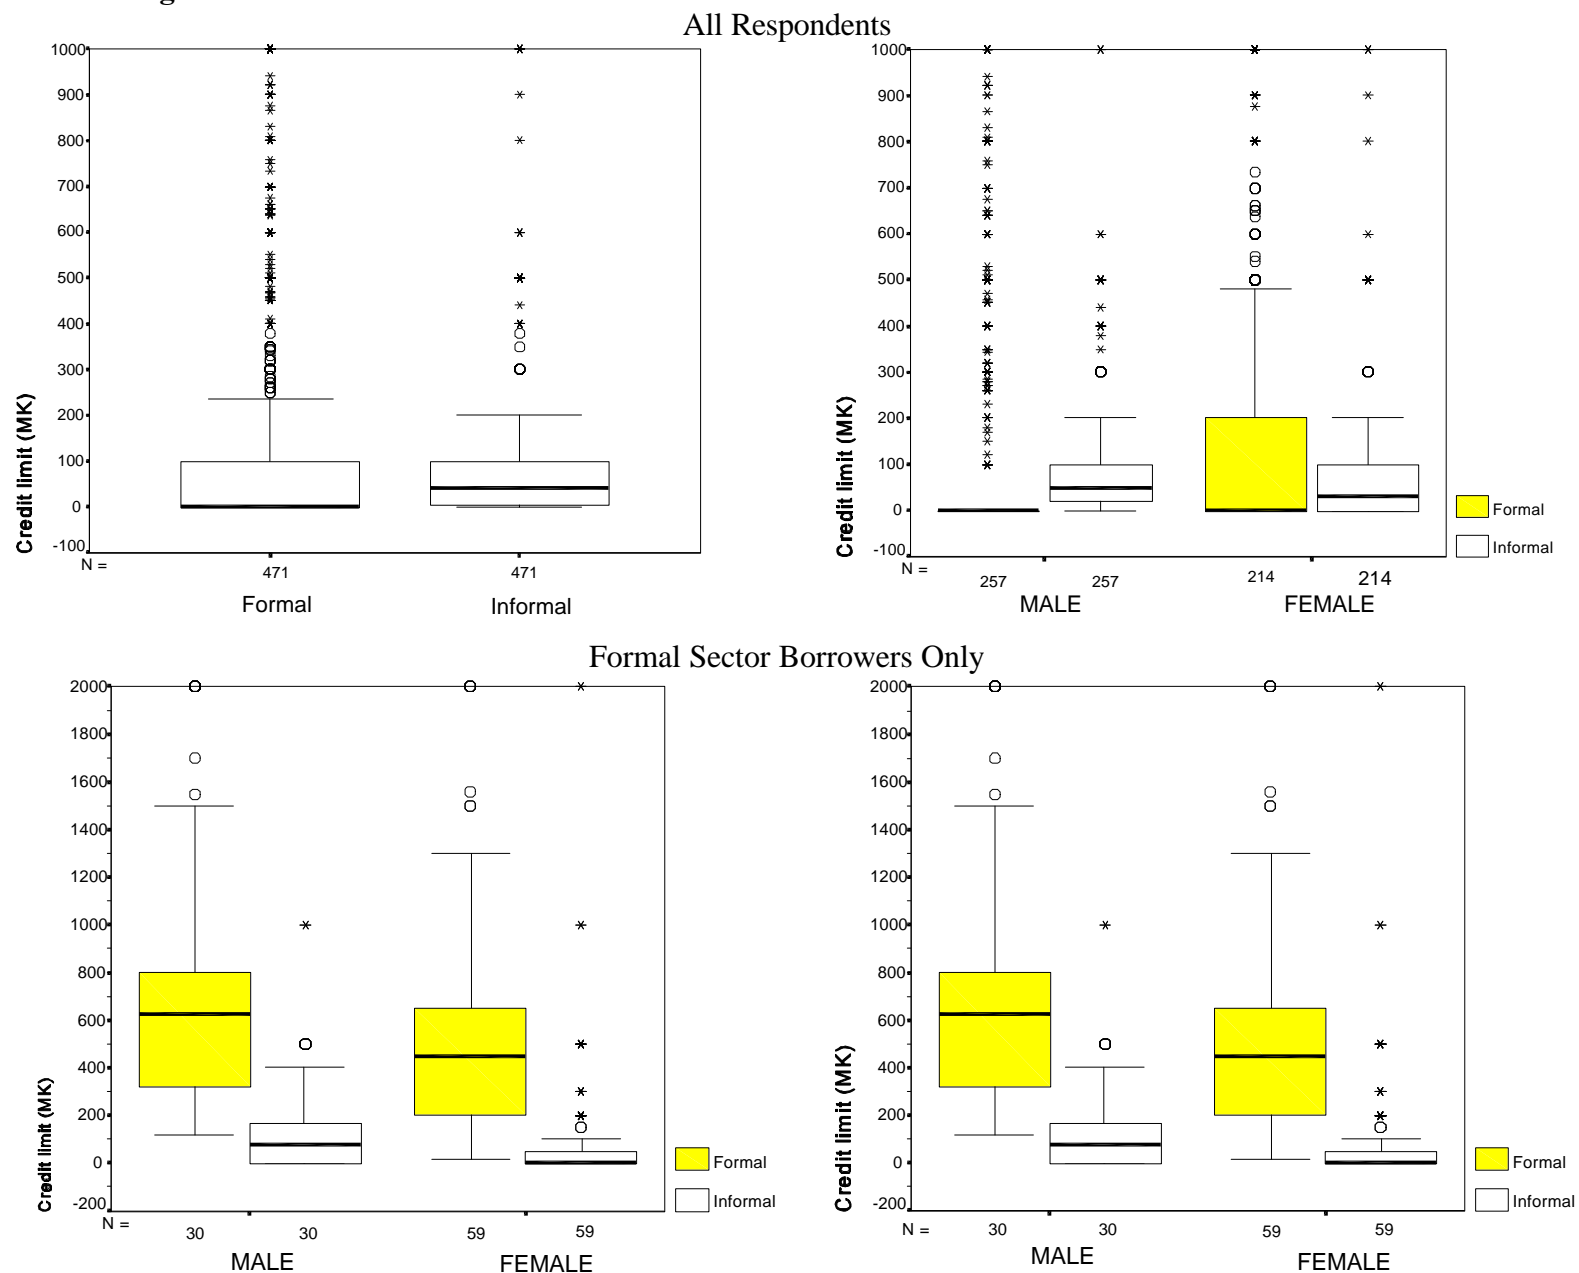 All Respondents
1000
900
800
700
600
500
400
300
200
100
0
-100
Credit limit (MK)
N =
471
471
Formal
Informal
1000
900
800
700
600
500
400
300
200
100
0
-100
Credit limit (MK)
Formal
Informal
N =
257
257
214
214
MALE
FEMALE
Formal Sector Borrowers Only
2000
1800
1600
1400
1200
1000
800
600
400
200
0
-200
Credit limit (MK)
Formal
Informal
N =
30
30
59
59
MALE
FEMALE
2000
1800
1600
1400
1200
1000
800
600
400
200
0
-200
Credit limit (MK)
Formal
Informal
N =
30
30
59
59
MALE
FEMALE